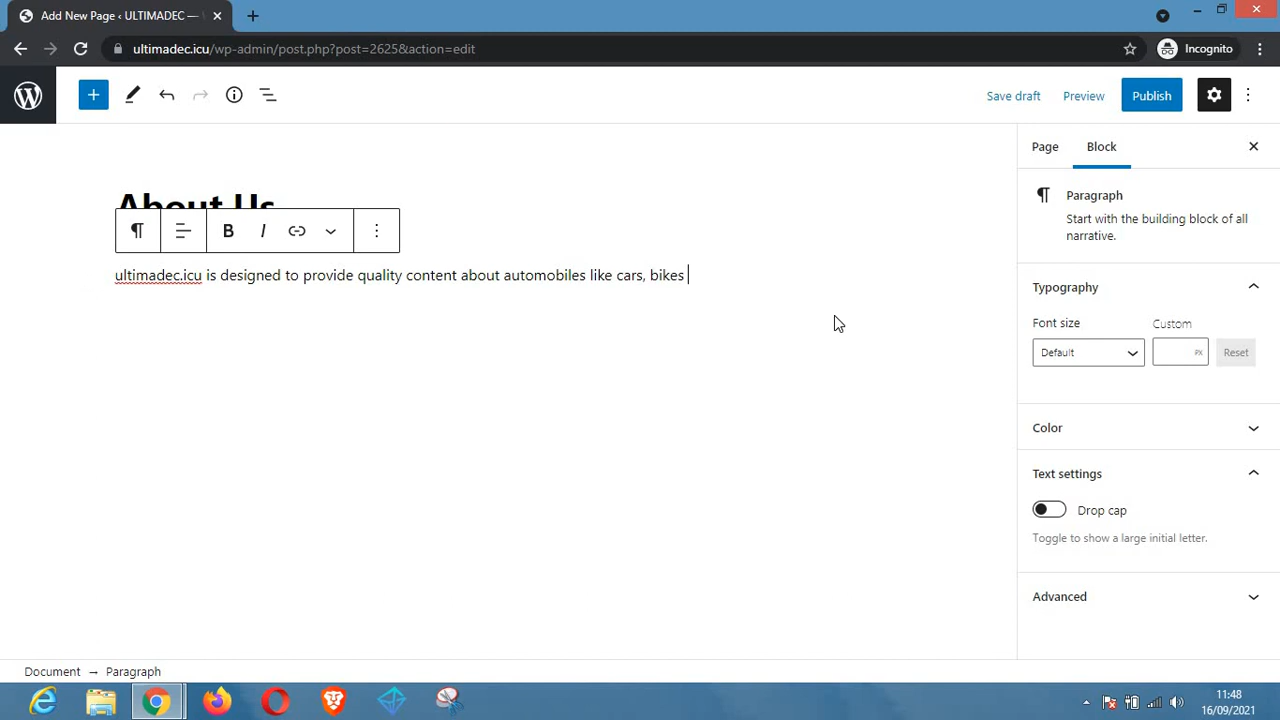 Add New Page ‹ ULTIMADEC —
ultimadec.icu/wp-admin/post.php?post=2625&action=edit
Incognito
Save draft
Preview
Publish
Page
Block
About Us
Paragraph
Start with the building block of all
narrative.
B I
ultimadec.icu is designed to provide quality content about automobiles like cars, bikes
Typography
Font size
Custom
Default
PX
Reset
Color
Text settings
Drop cap
Toggle to show a large initial letter.
Advanced
Document → Paragraph
11:48
16/09/2021